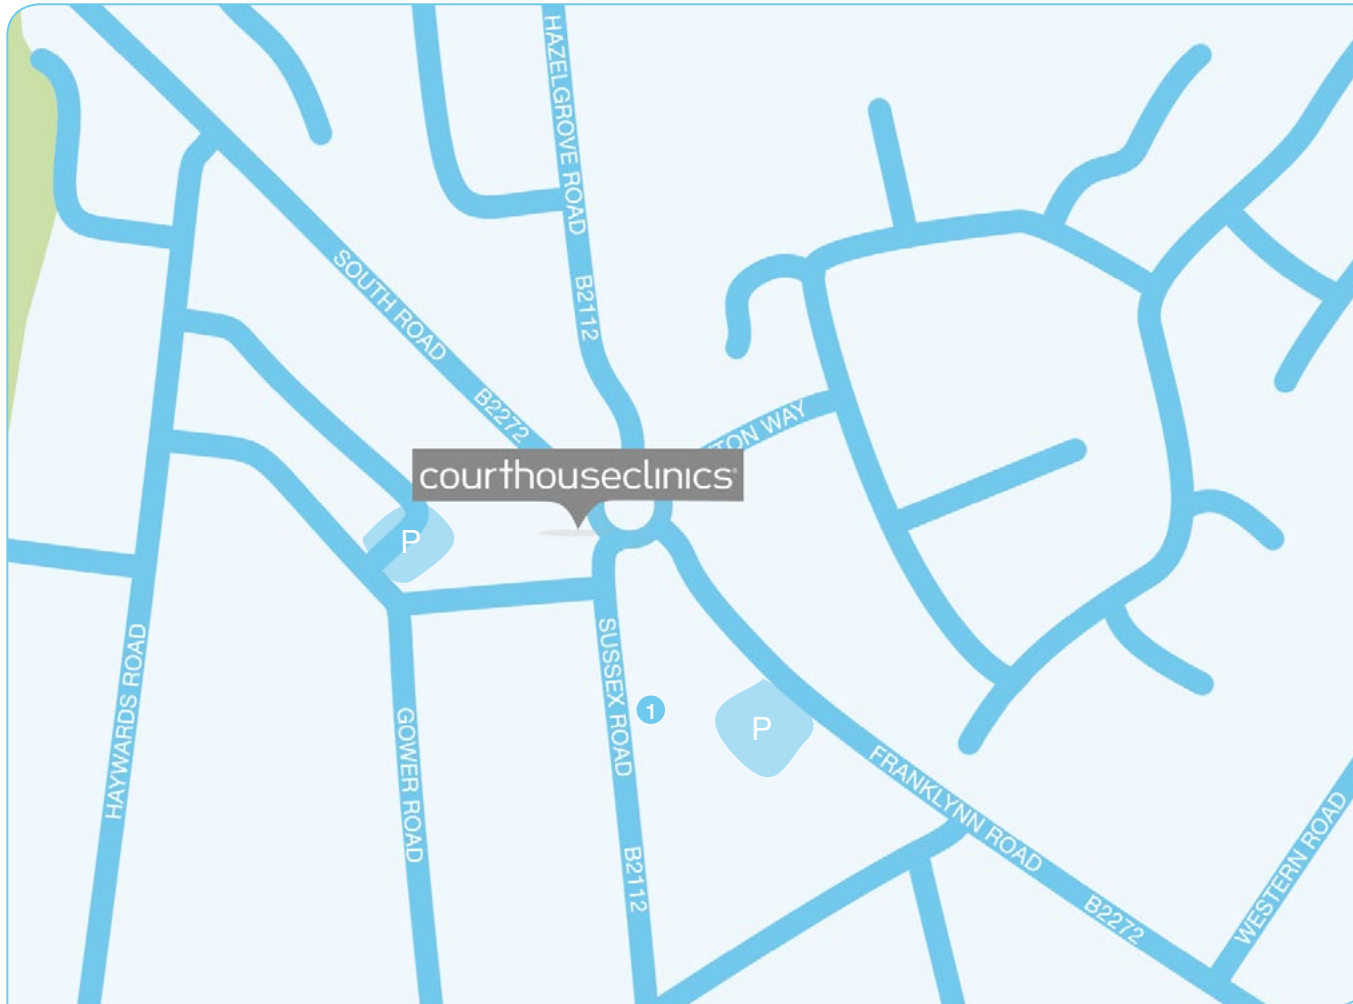 HAZELGROVE ROAD
B2112
SOUTH ROAD
B2272
WAY
courthouseclinics
P
HAYWARDS ROAD
GOWER ROAD
SUSSEX ROAD
1
P
B2112
FRANKLYNN ROAD
B2272
WESTERN ROAD